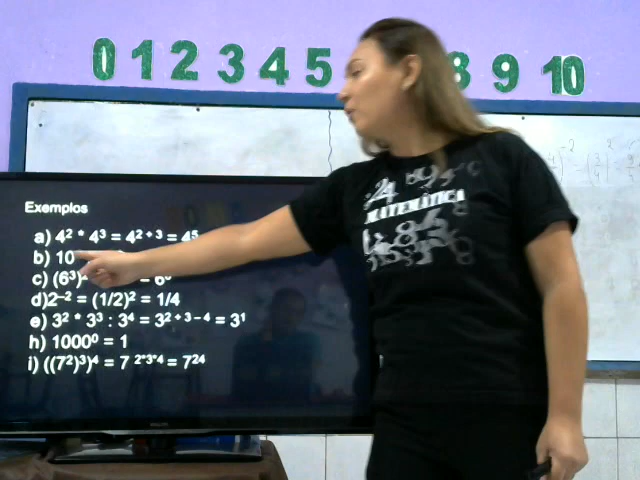 0 1 2 3 4 5 8 9 10
Exemplos
a) 4² * 4³ = 4²⁺³ = 4⁵
b) 10
c) (6³)
d)2⁻² = (1/2)² = 1/4
e) 3² * 3³ : 3⁴ = 3²⁺³⁻⁴ = 3¹
h) 1000⁰ = 1
i) ((7²)³)⁴ = 7 ²*³*⁴ = 7²⁴
MATEMÁTICA